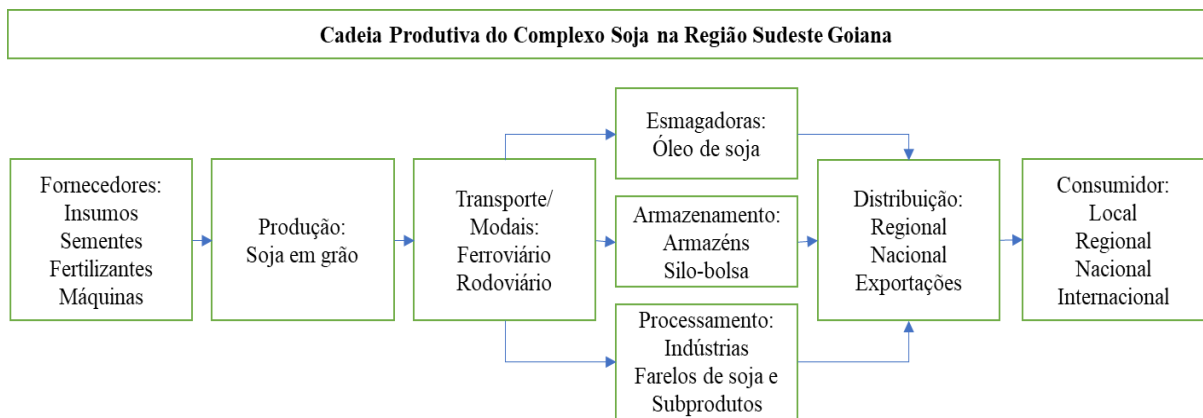 Cadeia Produtiva do Complexo Soja na Região Sudeste Goiana
Fornecedores:
Insumos
Sementes
Fertilizantes
Máquinas
Produção:
Soja em grão
Transporte/
Modais:
Ferroviário
Rodoviário
Esmagadoras:
Óleo de soja
Armazenamento:
Armazéns
Silo-bolsa
Processamento:
Indústrias
Farelos de soja e
Subprodutos
Distribuição:
Regional
Nacional
Exportações
Consumidor:
Local
Regional
Nacional
Internacional